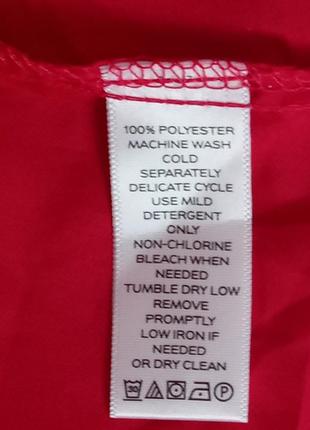 100% POLYESTER
MACHINE WASH
COLD
SEPARATELY
DELICATE CYCLE
USE MILD
DETERGENT
ONLY
NON-CHLORINE
BLEACH WHEN
NEEDED
TUMBLE DRY LOW
REMOVE
PROMPTLY
LOW IRON IF
NEEDED
OR DRY CLEAN
30 P